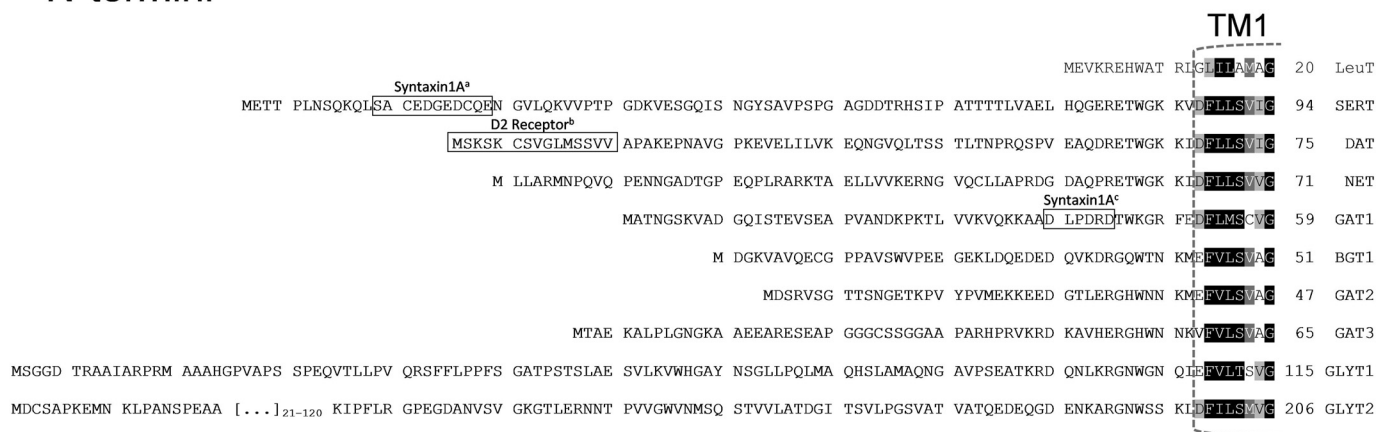 N-termini
TM1
MEVKREHWAT RLGLILAMAG 20 LeuT
Syntaxin1Aᵃ
METT PLNSQKQLSA CEDGEDCQEN GVLQKVVPTP GDKVESGQIS NGYSAVPSPG AGDDTRHSIP ATTTTLVAEL HQGERETWGK KVDFLLSVIG 94 SERT
D2 Receptorᵇ
MSKSK CSVGLMSSVV APAKEPNAVG PKEVELILVK EQNGVQLTSS TLTNPRQSPV EAQDRETWGK KIDFLLSVIG 75 DAT
M LLARMNPQVQ PENNGADTGP EQPLRARKTA ELLVVKERNG VQCLLAPRDG DAQPRETWGK KIDFLLSVVG 71 NET
Syntaxin1Aᶜ
MATNGSKVAD GQISTEVSEA PVANDKPKTL VVKVQKKAAD LPDRDTWKGR FEDFLMSCVG 59 GAT1
M DGKVAVQECG PPAVSWVPEE GEKLDQEDED QVKDRGQWTN KMEFVLSVAG 51 BGT1
MDSRVSG TTSNGETKPV YPVMEKKEED GTLERGHWNN KMEFVLSVAG 47 GAT2
MTAE KALPLGNGKA AEEARESEAP GGGCSSGGAA PARHPRVKRD KAVHERGHWN NKVFVLSVAG 65 GAT3
MSGGD TRAAIARPRM AAAHGPVAPS SPEQVTLLPV QRSFFLPPFS GATPSTSLAE SVLKVWHGAY NSGLLPQLMA QHSLAMAQNG AVPSEATKRD QNLKRGNWGN QIEFVLTSVG 115 GLYT1
MDCSAPKEMN KLPANSPEAA [...]₂₁₋₁₂₀ KIPFLR GPEGDANVSV GKGTLERNNT PVVGWVNMSQ STVVLATDGI TSVLPGSVAT VATQEDEQGD ENKARGNWSS KLDFILSMVG 206 GLYT2